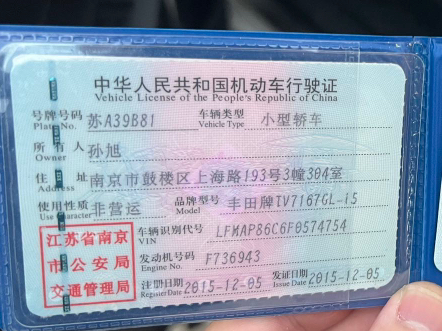 中华人民共和国机动车行驶证
Vehicle License of the People's Republic of China
号牌号码 苏A39B81 车辆类型 小型轿车
Plate No. Vehicle Type
所有人 孙旭
Owner
住址 南京市鼓楼区上海路193号3幢304室
Address
使用性质 非营运 品牌型号 丰田牌TV7167GL-i5
Use Character Model
江苏省南京 车辆识别代号 LFMAP86C6F0574754
VIN
市公安局 发动机号码 F736943
Engine No.
交通管理局 注册日期 2015-12-05 发证日期 2015-12-05
Register Date Issue Date